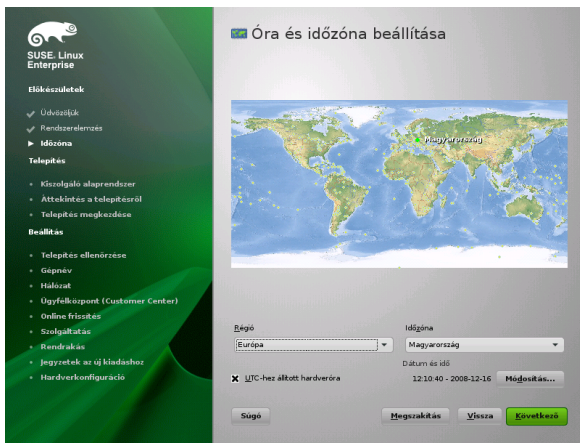 SUSE. Linux
Enterprise
Előkészületek
Üdvözöljük
Rendszerelemzés
Időzóna
Telepítés
Kiszolgáló alaprendszer
Áttekintés a telepítésről
Telepítés megkezdése
Beállítás
Telepítés ellenőrzése
Gépnév
Hálózat
Ügyfélközpont (Customer Center)
Online frissítés
Szolgáltatás
Rendrakás
Jegyzetek az új kiadáshoz
Hardverkonfiguráció
Óra és időzóna beállítása
Magyarország
Régió
Időzóna
Európa
Magyarország
Dátum és idő
UTC-hez állított hardveróra
12:10:40 - 2008-12-16
Módosítás...
Súgó
Megszakítás
Vissza
Következő